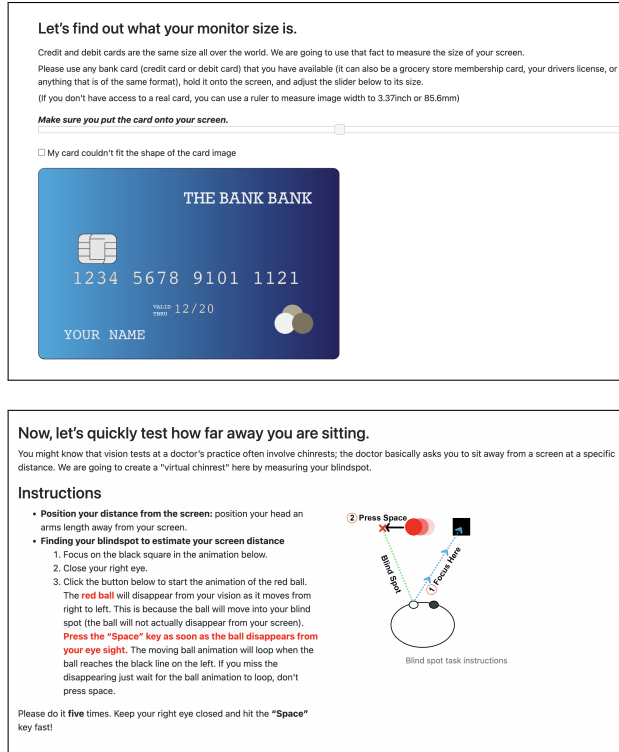 Let's find out what your monitor size is.
Credit and debit cards are the same size all over the world. We are going to use that fact to measure the size of your screen.
Please use any bank card (credit card or debit card) that you have available (it can also be a grocery store membership card, your drivers license, or
anything that is of the same format), hold it onto the screen, and adjust the slider below to its size.
(If you don't have access to a real card, you can use a ruler to measure image width to 3.37inch or 85.6mm)
Make sure you put the card onto your screen.
My card couldn't fit the shape of the card image
THE BANK BANK
1234 5678 9101 1121
VALID
THRU 12/20
YOUR NAME
Now, let's quickly test how far away you are sitting.
You might know that vision tests at a doctor's practice often involve chinrests; the doctor basically asks you to sit away from a screen at a specific
distance. We are going to create a "virtual chinrest" here by measuring your blindspot.
Instructions
• Position your distance from the screen: position your head an
arms length away from your screen.
• Finding your blindspot to estimate your screen distance
1. Focus on the black square in the animation below.
2. Close your right eye.
3. Click the button below to start the animation of the red ball.
The red ball will disappear from your vision as it moves from
right to left. This is because the ball will move into your blind
spot (the ball will not actually disappear from your screen).
Press the “Space” key as soon as the ball disappears from
your eye sight. The moving ball animation will loop when the
ball reaches the black line on the left. If you miss the
disappearing just wait for the ball animation to loop, don't
press space.
Please do it five times. Keep your right eye closed and hit the “Space”
key fast!
2 Press Space
Blind Spot
1 Focus Here
Blind spot task instructions